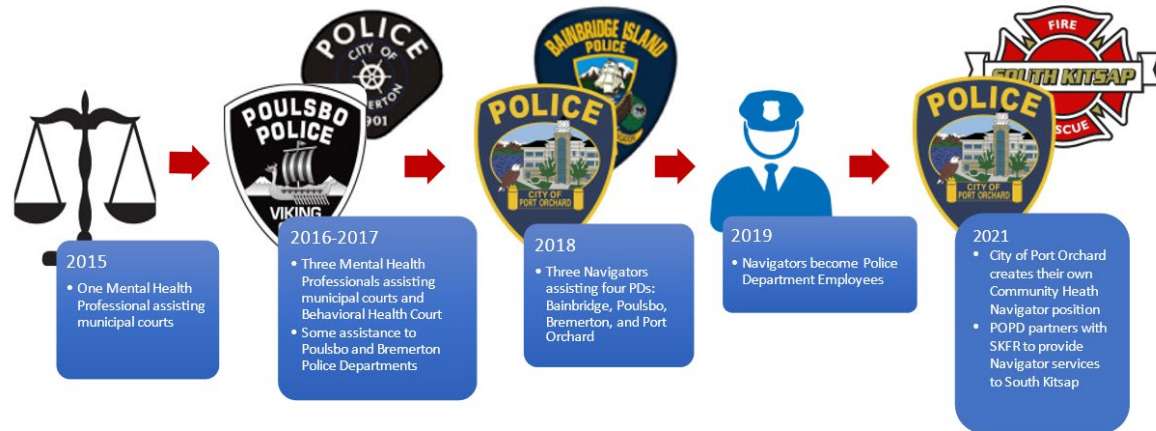 POLICE
CITY OF
ERTON
901
POULSBO
POLICE
VIKING
BAINBRIDGE ISLAND
POLICE
POLICE
CITY OF
PORT ORCHARD
FIRE
SOUTH KITSAP
SCUE
POLICE
CITY OF
PORT ORCHARD
2015
• One Mental Health
Professional assisting
municipal courts
2016-2017
• Three Mental Health
Professionals assisting
municipal courts and
Behavioral Health Court
• Some assistance to
Poulsbo and Bremerton
Police Departments
2018
• Three Navigators
assisting four PDs:
Bainbridge, Poulsbo,
Bremerton, and Port
Orchard
2019
• Navigators become Police
Department Employees
2021
• City of Port Orchard
creates their own
Community Heath
Navigator position
• POPD partners with
SKFR to provide
Navigator services
to South Kitsap